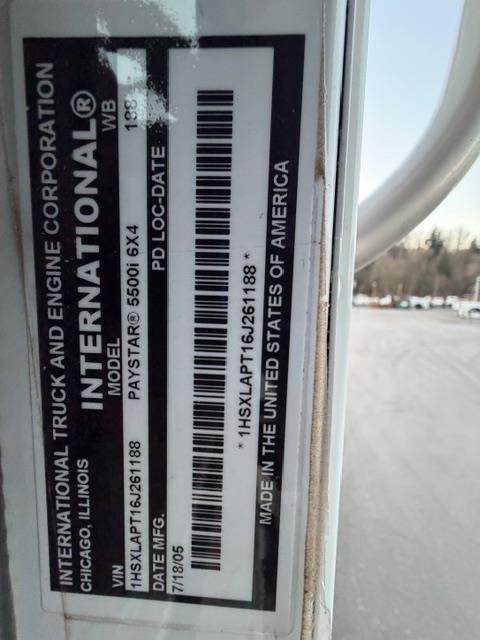 INTERNATIONAL TRUCK AND ENGINE CORPORATION
CHICAGO, ILLINOIS
INTERNATIONAL®
VIN MODEL WB
1HSXLAPT16J261188 PAYSTAR® 5500i 6X4
DATE MFG. PD LOC-DATE
7/18/05
* 1HSXLAPT16J261188 *
MADE IN THE UNITED STATES OF AMERICA